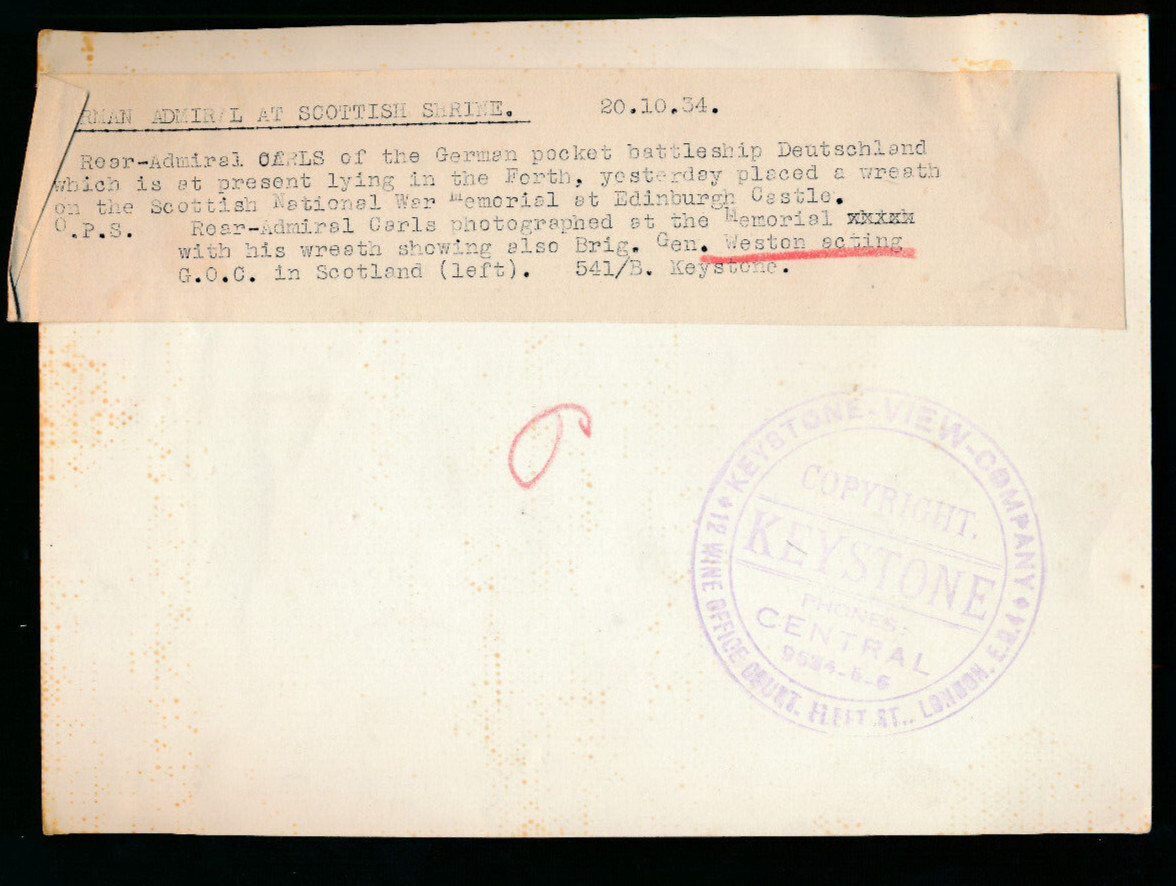 RMAN ADMIRAL AT SCOTTISH SHRINE. 20.10.34.
Rear-Admiral CARLS of the German pocket battleship Deutschland
which is at present lying in the Forth, yesterday placed a wreath
on the Scottish National War Memorial at Edinburgh Castle.
O.P.S. Rear-Admiral Carls photographed at the Memorial xxxxx
with his wreath showing also Brig. Gen. Weston acting
G.O.C. in Scotland (left). 541/B. Keystone.
KEYSTONE-VIEW-COMPANY
COPYRIGHT.
KEYSTONE
PHONES
CENTRAL
9534-5-6
12 WINE OFFICE COURT, FLEET ST., LONDON, E.C.4